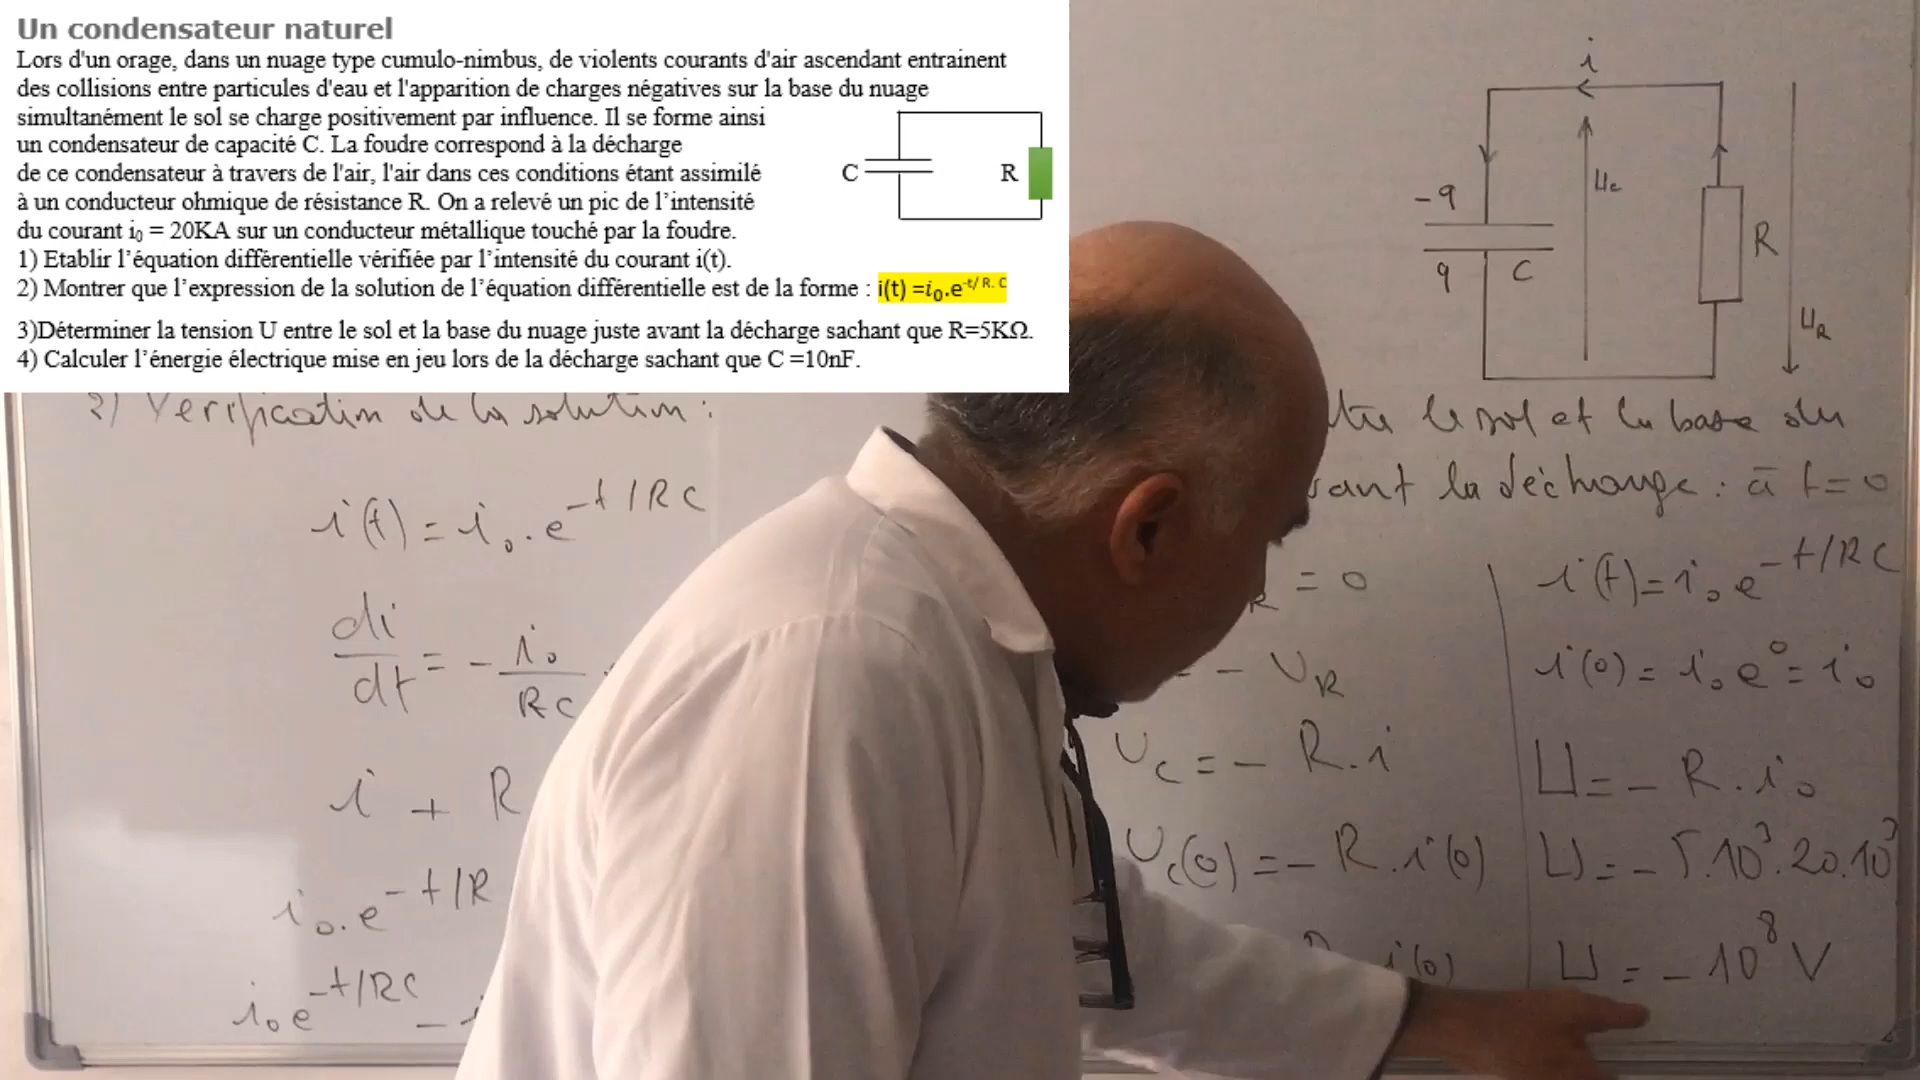 Un condensateur naturel
Lors d'un orage, dans un nuage type cumulo-nimbus, de violents courants d'air ascendant entrainent
des collisions entre particules d'eau et l'apparition de charges négatives sur la base du nuage
simultanément le sol se charge positivement par influence. Il se forme ainsi
un condensateur de capacité C. La foudre correspond à la décharge
de ce condensateur à travers de l'air, l'air dans ces conditions étant assimilé
à un conducteur ohmique de résistance R. On a relevé un pic de l'intensité
du courant i₀ = 20KA sur un conducteur métallique touché par la foudre.
1) Etablir l'équation différentielle vérifiée par l'intensité du courant i(t).
2) Montrer que l'expression de la solution de l'équation différentielle est de la forme : i(t) =i₀.e^-t/ R. C
3)Déterminer la tension U entre le sol et la base du nuage juste avant la décharge sachant que R=5KΩ.
4) Calculer l'énergie électrique mise en jeu lors de la décharge sachant que C =10nF.
C
R
i
-q
uc
q
C
R
uR
2) Vérification de la solution :
i(t) = i₀.e^-t/RC
di/dt = - i₀/RC
i + R
i₀.e^-t/R
i₀e^-t/RC -
le sol et la base du
la décharge : à t=0
R = 0
- UR
UC = - R.i
UC(0) = - R.i(0)
i(0)
i(t) = i₀e^-t/RC
i(0) = i₀e⁰ = i₀
U = - R.i₀
U = - 5.10³.20.10³
U = - 10⁸ V